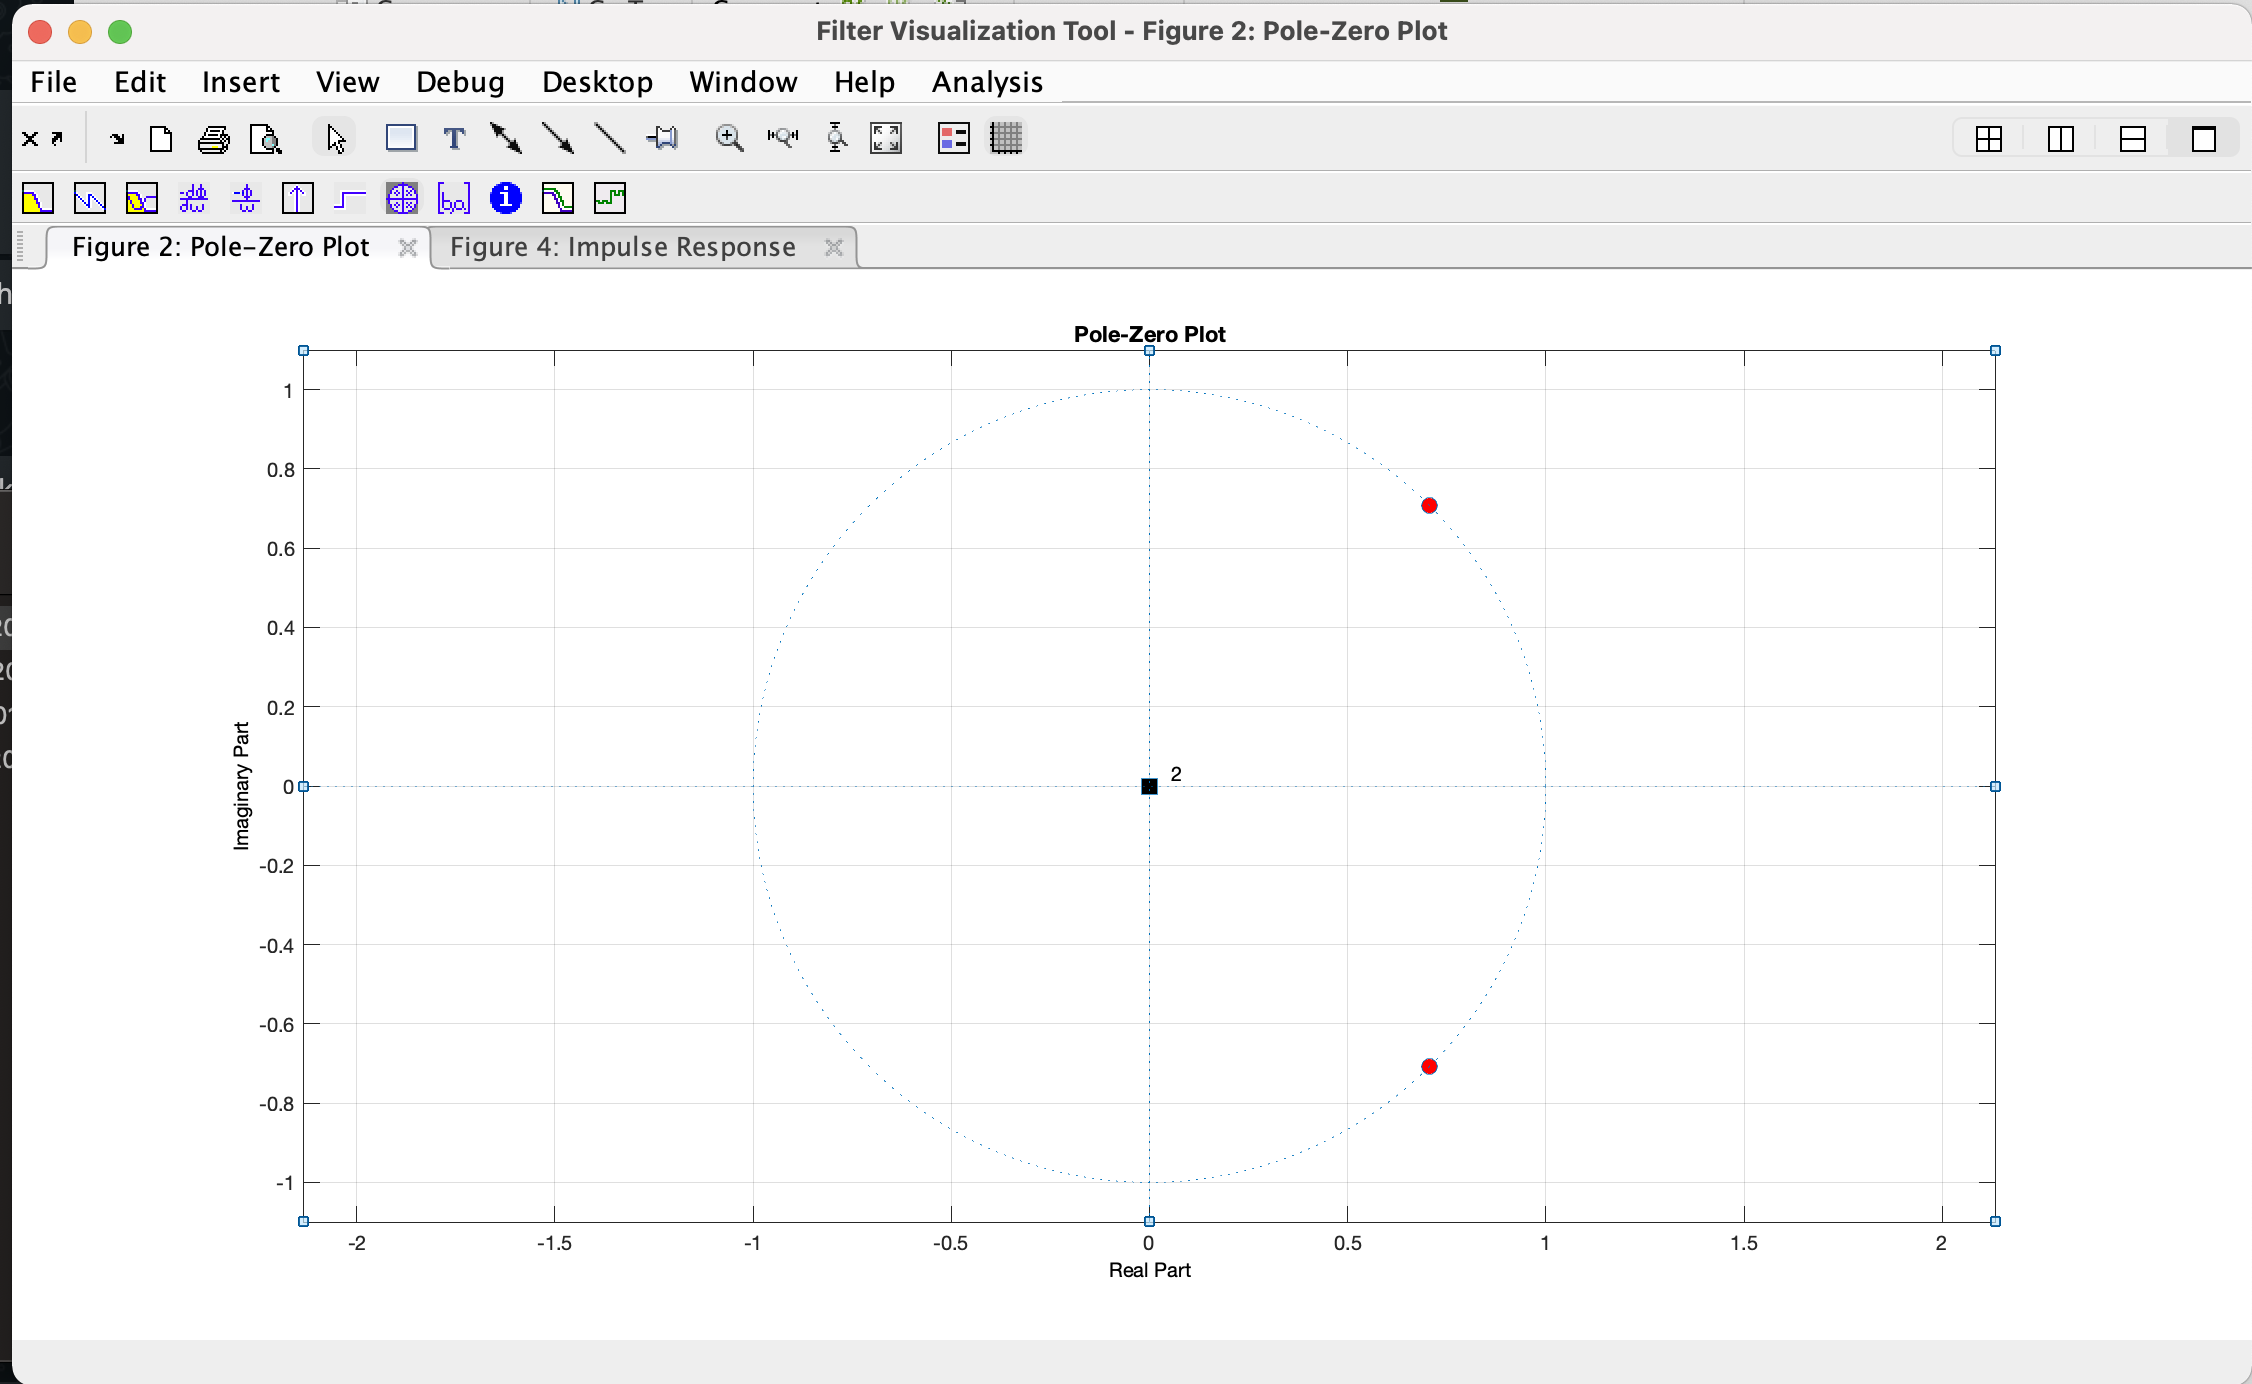 Filter Visualization Tool - Figure 2: Pole-Zero Plot
File Edit Insert View Debug Desktop Window Help Analysis
Figure 2: Pole-Zero Plot Figure 4: Impulse Response
Pole-Zero Plot
1
0.8
0.6
0.4
0.2
0
-0.2
-0.4
-0.6
-0.8
-1
Imaginary Part
2
-2 -1.5 -1 -0.5 0 0.5 1 1.5 2
Real Part